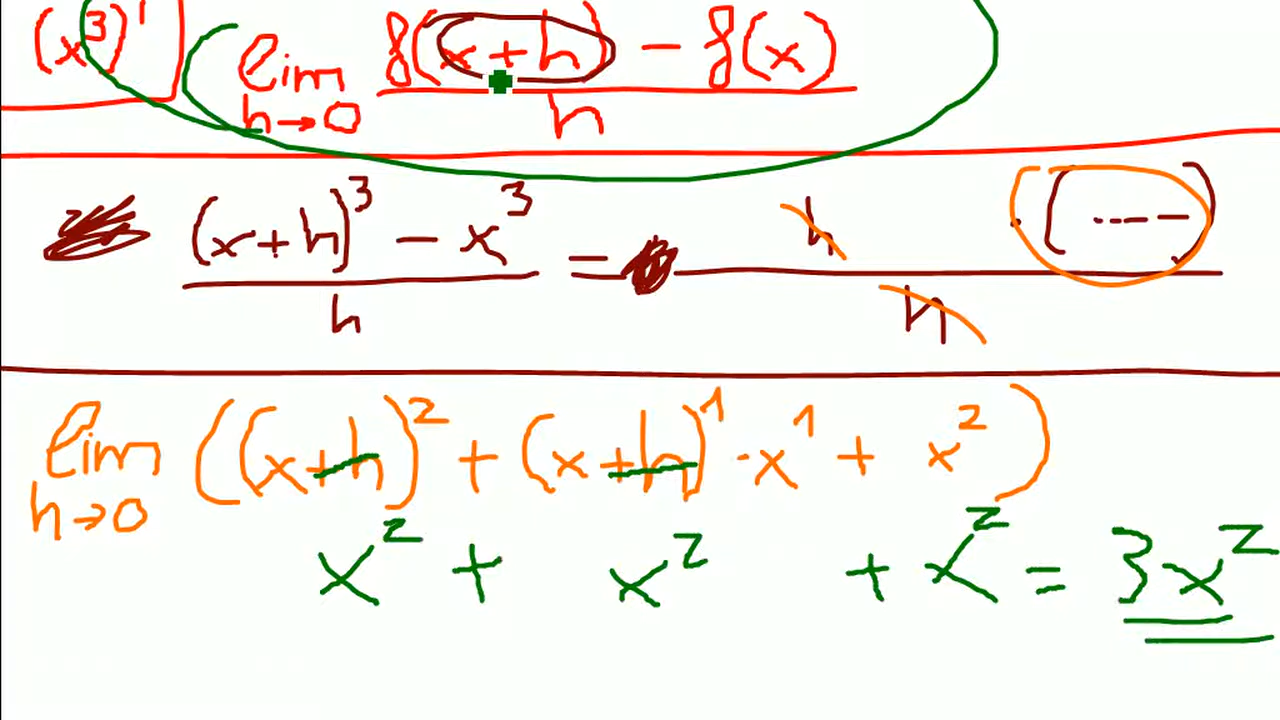 (x³)' lim h→0 (f(x+h) − f(x)) / h
((x+h)³ − x³) / h = h · (.... –) / h
lim h→0 ((x+h)² + (x+h)¹ · x¹ + x²)
x² + x² + x² = 3x²